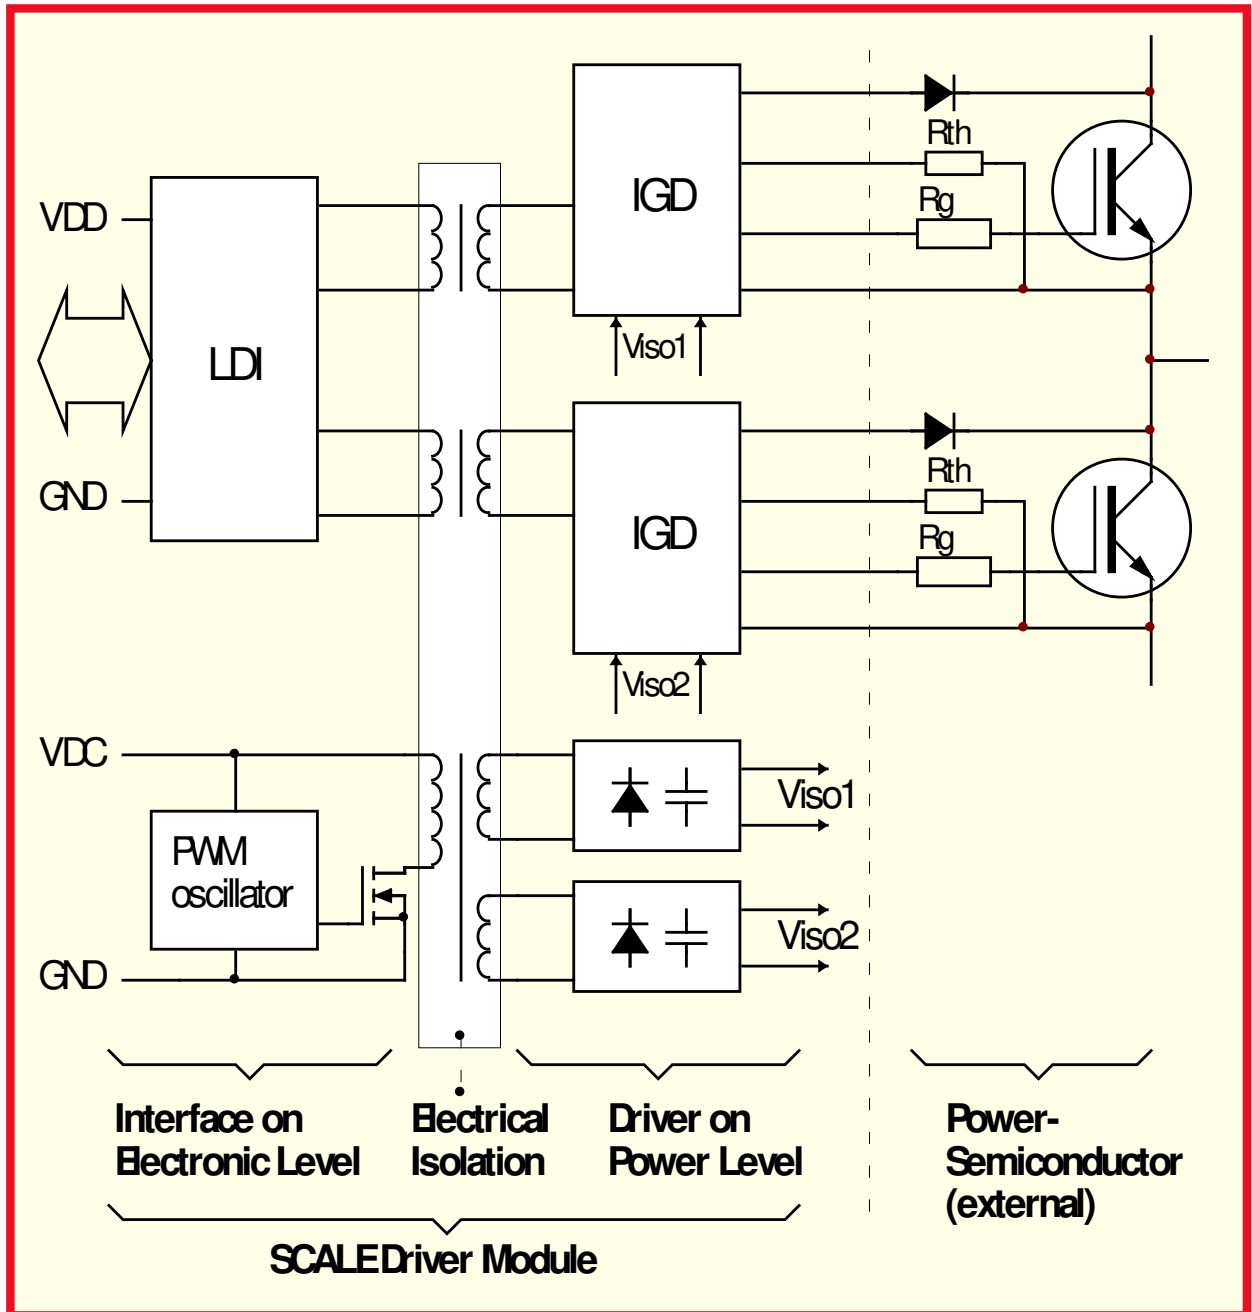 Rth
IGD
Rg
VDD
Viso1
LDI
Rth
GND
IGD
Rg
Viso2
VDC
Viso1
PWM
oscillator
Viso2
GND
Interface on
Electronic Level
Electrical
Isolation
Driver on
Power Level
Power-
Semiconductor
(external)
SCALE Driver Module